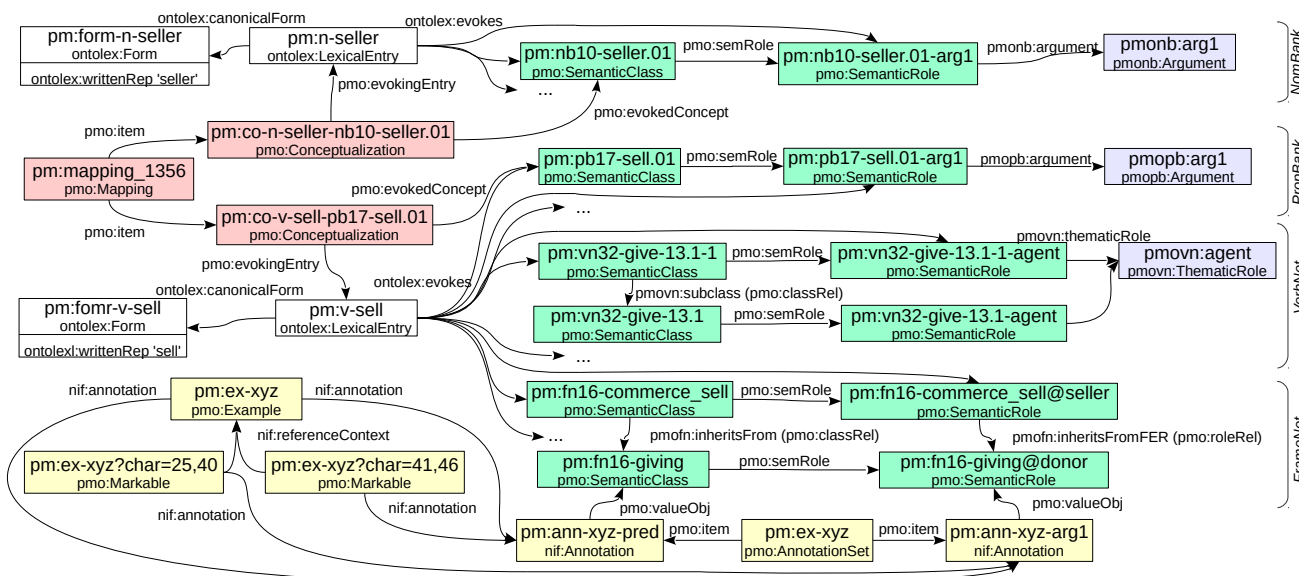 ontolex:canonicalForm
ontolex:evokes
pm:form-n-seller
ontolex:Form
ontolex:writtenRep 'seller'
pm:n-seller
ontolex:LexicalEntry
pm:nb10-seller.01
pmo:SemanticClass
pmo:semRole
pm:nb10-seller.01-arg1
pmo:SemanticRole
pmonb:argument
pmonb:arg1
pmonb:Argument
NomBank
...
pmo:evokingEntry
pmo:evokedConcept
pmo:item
pm:co-n-seller-nb10-seller.01
pmo:Conceptualization
pm:mapping_1356
pmo:Mapping
pmo:evokedConcept
pm:pb17-sell.01
pmo:SemanticClass
pmo:semRole
pm:pb17-sell.01-arg1
pmo:SemanticRole
pmopb:argument
pmopb:arg1
pmopb:Argument
PropBank
...
pmo:item
pm:co-v-sell-pb17-sell.01
pmo:Conceptualization
pmo:evokingEntry
ontolex:canonicalForm
ontolex:evokes
pm:fomr-v-sell
ontolex:Form
ontolexl:writtenRep 'sell'
pm:v-sell
ontolex:LexicalEntry
pm:vn32-give-13.1-1
pmo:SemanticClass
pmo:semRole
pm:vn32-give-13.1-1-agent
pmo:SemanticRole
pmovn:thematicRole
pmovn:agent
pmovn:ThematicRole
pmovn:subclass (pmo:classRel)
pm:vn32-give-13.1
pmo:SemanticClass
pmo:semRole
pm:vn32-give-13.1-agent
pmo:SemanticRole
VerbNet
...
nif:annotation
pm:ex-xyz
pmo:Example
nif:annotation
pm:fn16-commerce_sell
pmo:SemanticClass
pmo:semRole
pm:fn16-commerce_sell@seller
pmo:SemanticRole
FrameNet
...
nif:referenceContext
pmofn:inheritsFrom (pmo:classRel)
pmofn:inheritsFromFER (pmo:roleRel)
pm:ex-xyz?char=25,40
pmo:Markable
pm:ex-xyz?char=41,46
pmo:Markable
pm:fn16-giving
pmo:SemanticClass
pmo:semRole
pm:fn16-giving@donor
pmo:SemanticRole
nif:annotation
nif:annotation
pmo:valueObj
pmo:valueObj
pm:ann-xyz-pred
nif:Annotation
pmo:item
pm:ex-xyz
pmo:AnnotationSet
pmo:item
pm:ann-xyz-arg1
nif:Annotation